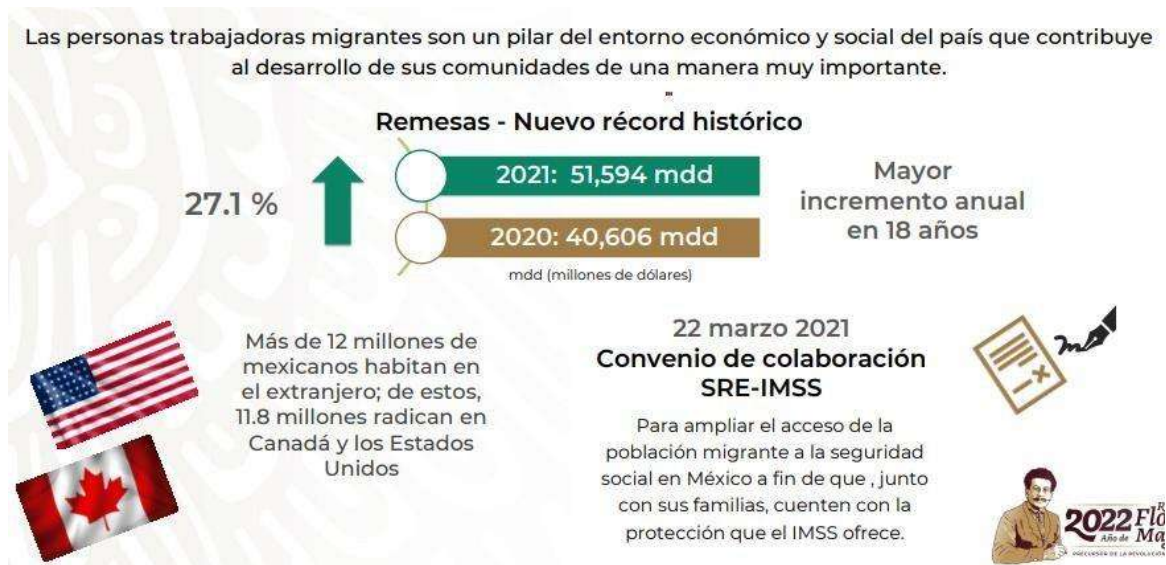 Las personas trabajadoras migrantes son un pilar del entorno económico y social del país que contribuye
al desarrollo de sus comunidades de una manera muy importante.
Remesas - Nuevo récord histórico
27.1 %
2021: 51,594 mdd
2020: 40,606 mdd
mdd (millones de dólares)
Mayor
incremento anual
en 18 años
Más de 12 millones de
mexicanos habitan en
el extranjero; de estos,
11.8 millones radican en
Canadá y los Estados
Unidos
22 marzo 2021
Convenio de colaboración
SRE-IMSS
Para ampliar el acceso de la
población migrante a la seguridad
social en México a fin de que , junto
con sus familias, cuenten con la
protección que el IMSS ofrece.
2022
Año de
PRECURSOR DE LA